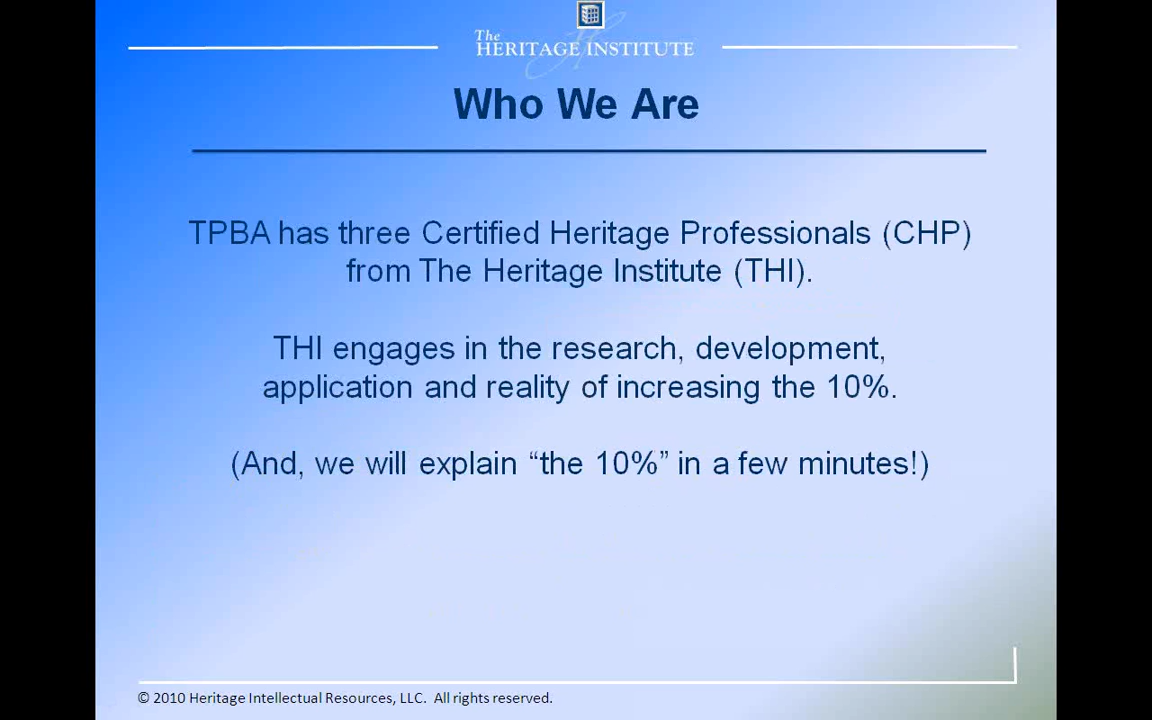 The
HERITAGE INSTITUTE
Who We Are
TPBA has three Certified Heritage Professionals (CHP)
from The Heritage Institute (THI).
THI engages in the research, development,
application and reality of increasing the 10%.
(And, we will explain “the 10%” in a few minutes!)
© 2010 Heritage Intellectual Resources, LLC.  All rights reserved.